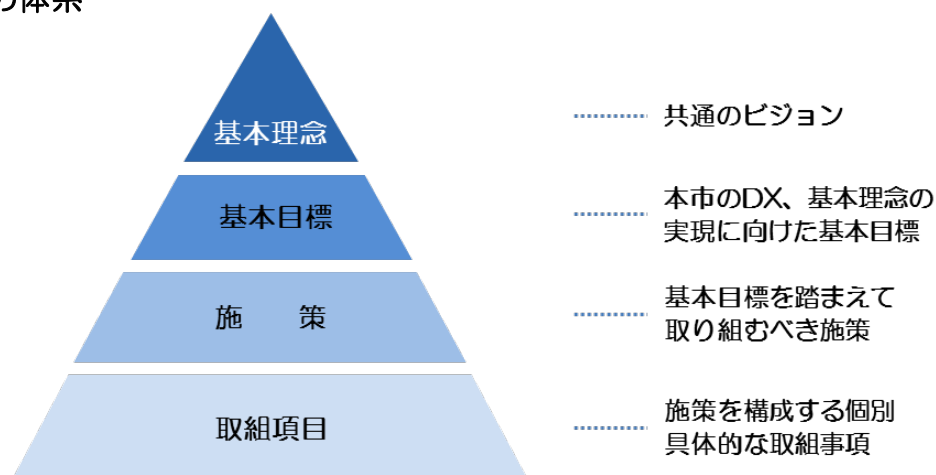 の体系
基本理念
共通のビジョン
基本目標
本市のDX、基本理念の
実現に向けた基本目標
施　　策
基本目標を踏まえて
取り組むべき施策
取組項目
施策を構成する個別
具体的な取組事項